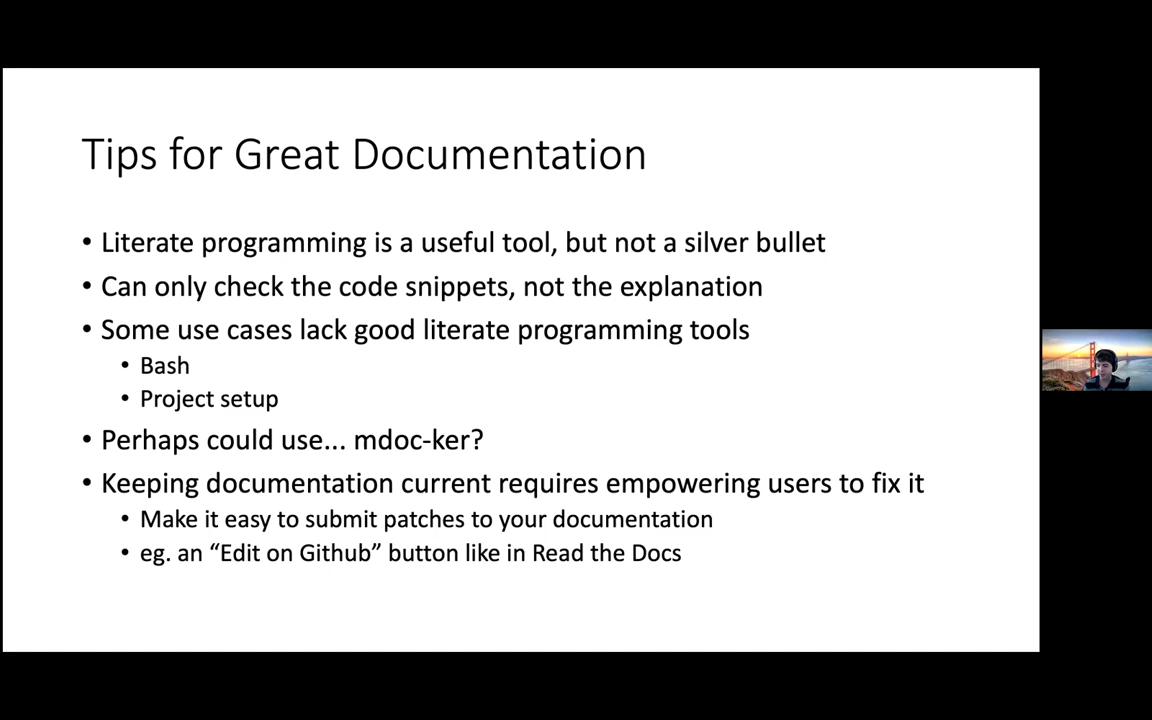 Tips for Great Documentation
• Literate programming is a useful tool, but not a silver bullet
• Can only check the code snippets, not the explanation
• Some use cases lack good literate programming tools
• Bash
• Project setup
• Perhaps could use... mdoc-ker?
• Keeping documentation current requires empowering users to fix it
• Make it easy to submit patches to your documentation
• eg. an “Edit on Github” button like in Read the Docs